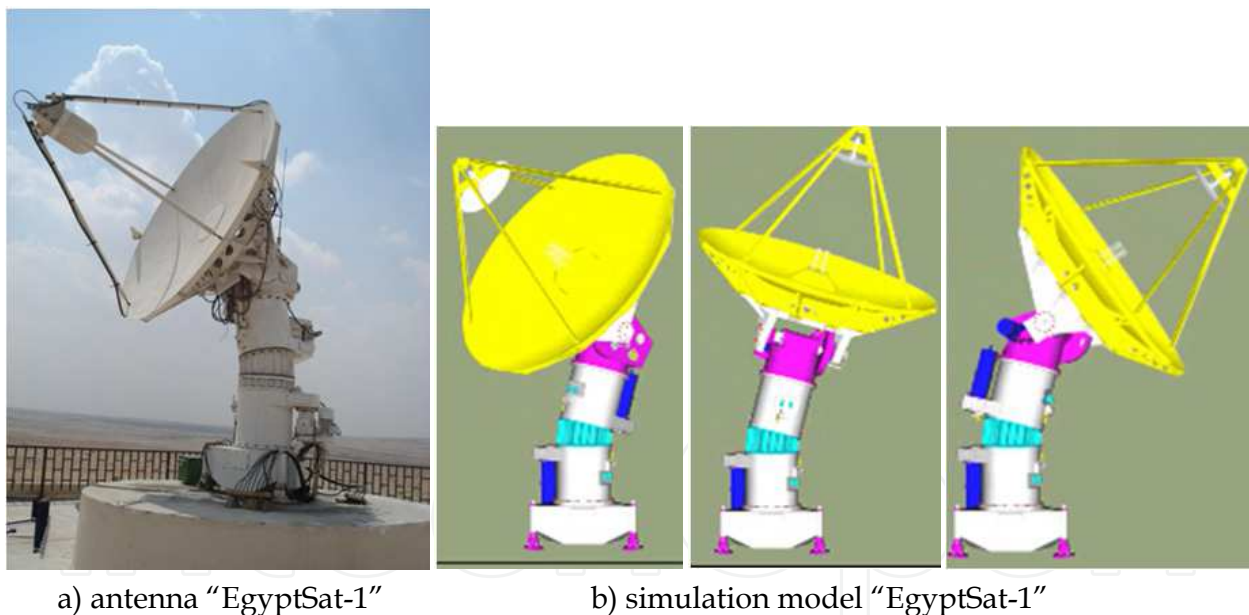 a) antenna “EgyptSat-1”
b) simulation model “EgyptSat-1”